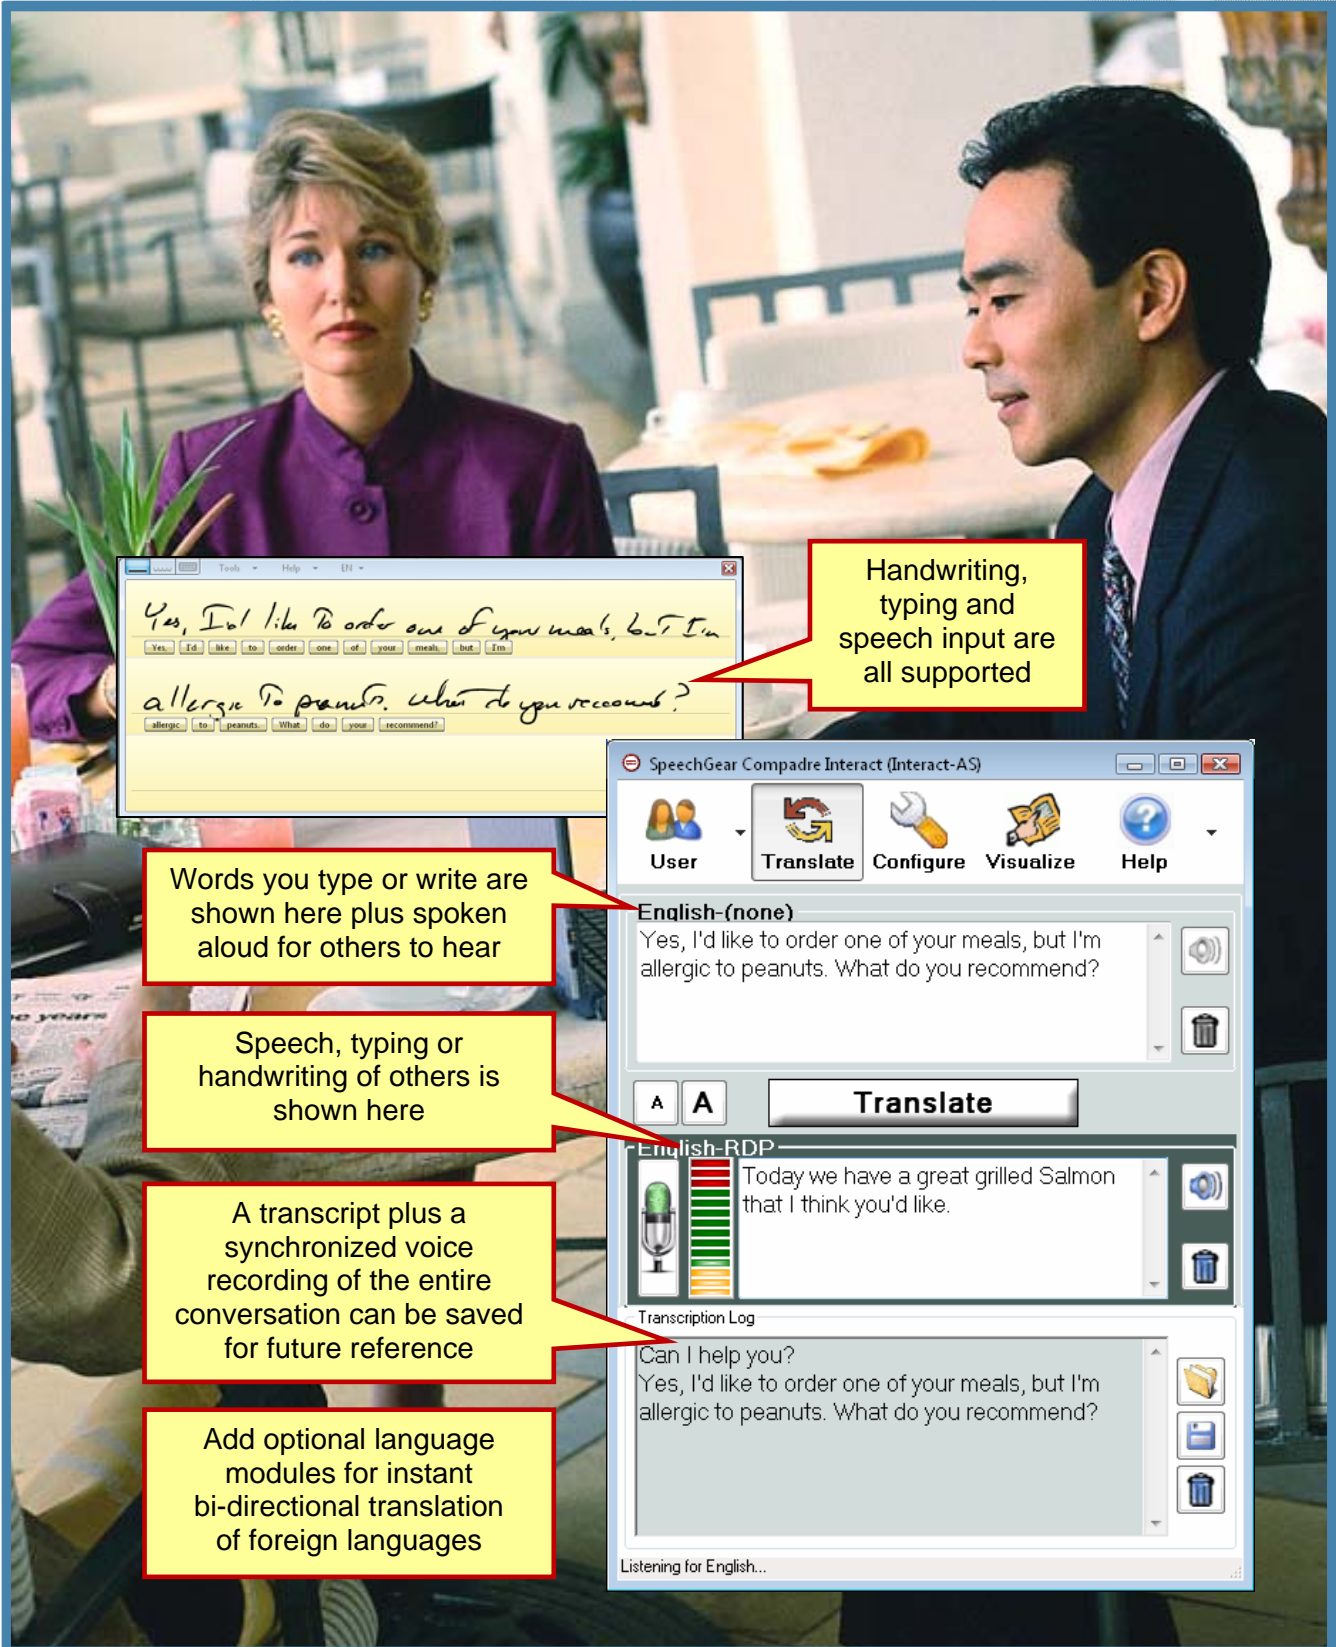 Tools Help EN
Yes, I'd like to order one of your meals, but I'm
Yes, I'd like to order one of your meals, but I'm
allergic to peanuts. What do you recommend?
allergic to peanuts. What do your recommend?
Handwriting,
typing and
speech input are
all supported
SpeechGear Compadre Interact (Interact-AS)
User Translate Configure Visualize Help
Words you type or write are
shown here plus spoken
aloud for others to hear
English-(none)
Yes, I'd like to order one of your meals, but I'm
allergic to peanuts. What do you recommend?
years
Speech, typing or
handwriting of others is
shown here
A A Translate
English-RDP
Today we have a great grilled Salmon
that I think you'd like.
A transcript plus a
synchronized voice
recording of the entire
conversation can be saved
for future reference
Transcription Log
Can I help you?
Yes, I'd like to order one of your meals, but I'm
allergic to peanuts. What do you recommend?
Add optional language
modules for instant
bi-directional translation
of foreign languages
Listening for English...